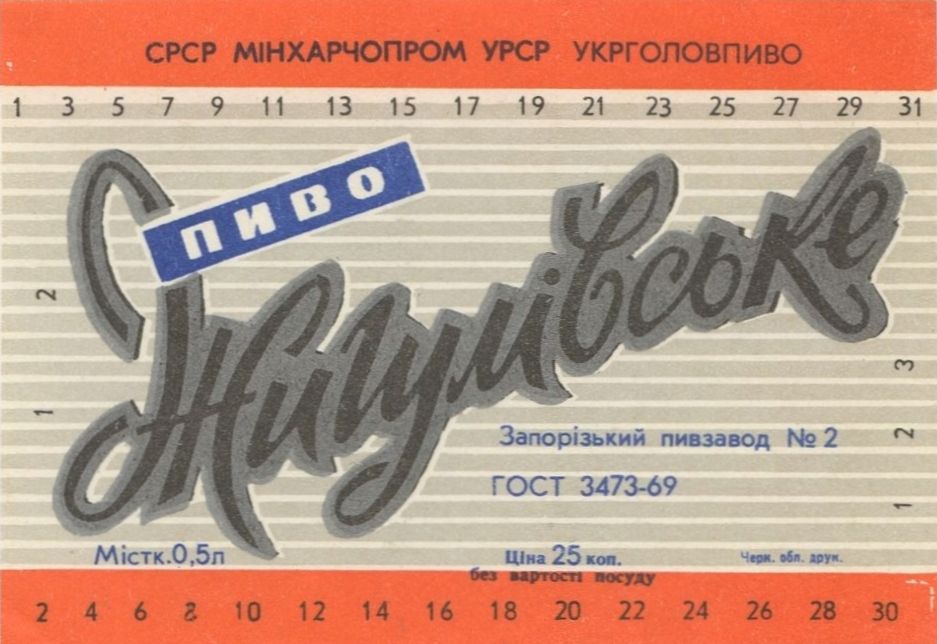 СРСР МІНХАРЧОПРОМ УРСР УКРГОЛОВПИВО
1 3 5 7 9 11 13 15 17 19 21 23 25 27 29 31
ПИВО
Жигулівське
2
1
3
2
1
Запорізький пивзавод № 2
ГОСТ 3473-69
Містк.0,5л
Ціна 25 коп.
без вартості посуду
Черк. обл. друк.
2 4 6 8 10 12 14 16 18 20 22 24 26 28 30